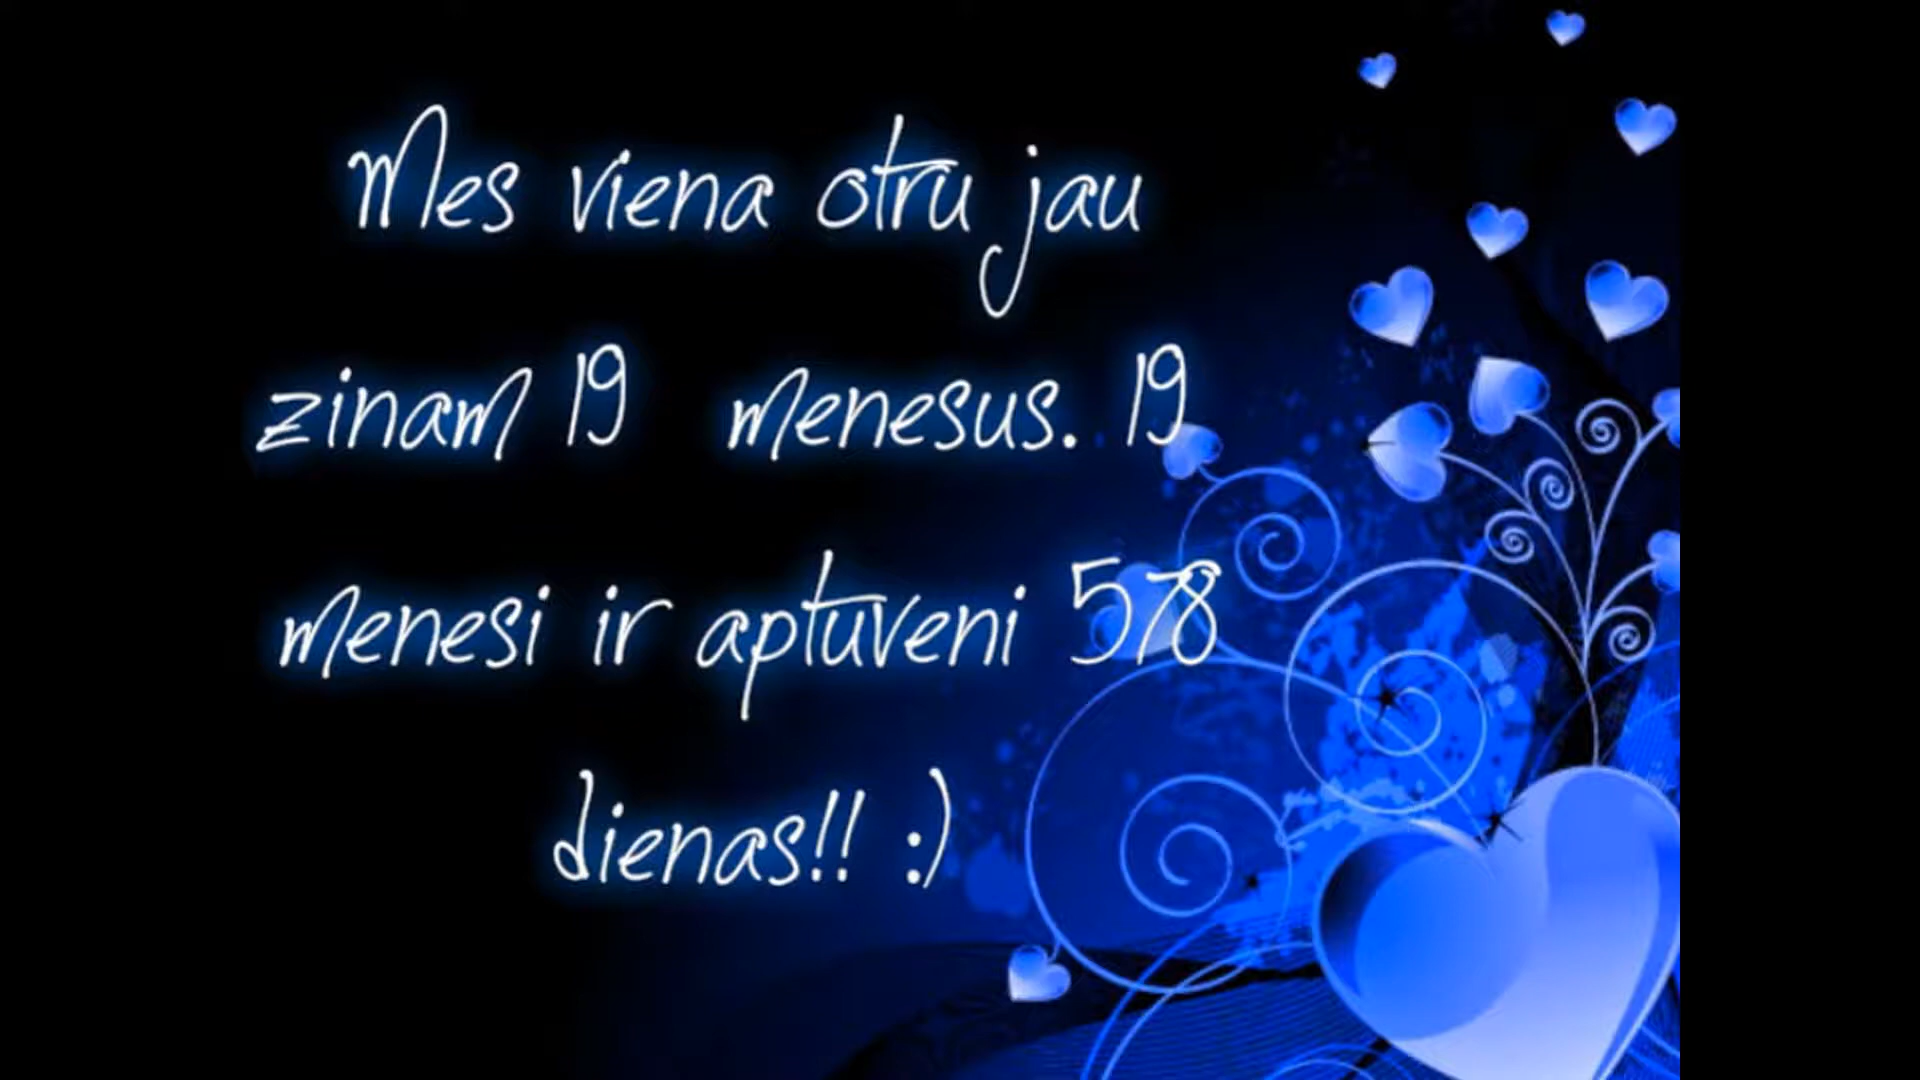 Mes viena otru jau
zinam 19 menesus. 19
menesi ir aptuveni 578
dienas!! :)